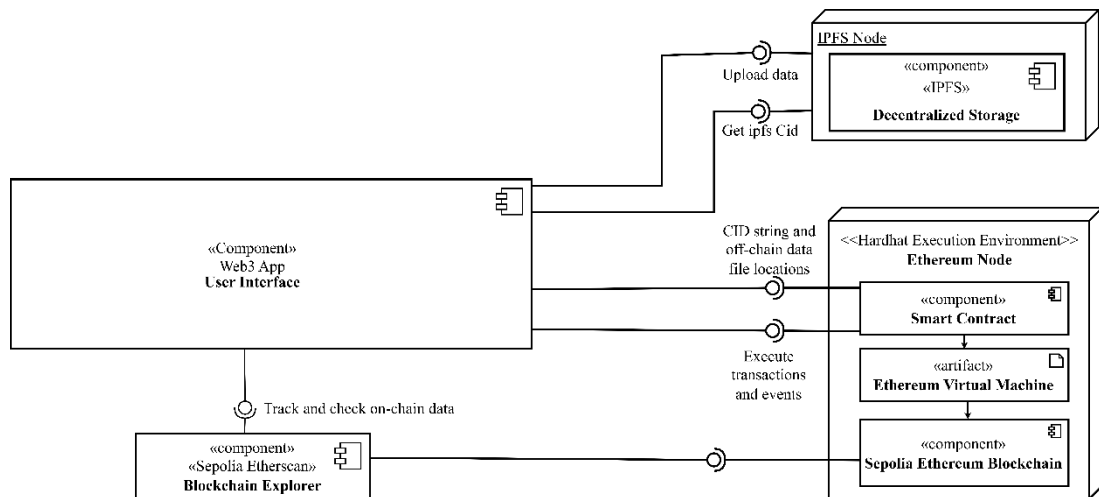 IPFS Node
«component»
«IPFS»
Decentralized Storage
Upload data
Get ipfs Cid
«Component»
Web3 App
User Interface
CID string and
off-chain data
file locations
<<Hardhat Execution Environment>>
Ethereum Node
«component»
Smart Contract
Execute
transactions
and events
«artifact»
Ethereum Virtual Machine
Track and check on-chain data
«component»
«Sepolia Etherscan»
Blockchain Explorer
«component»
Sepolia Ethereum Blockchain